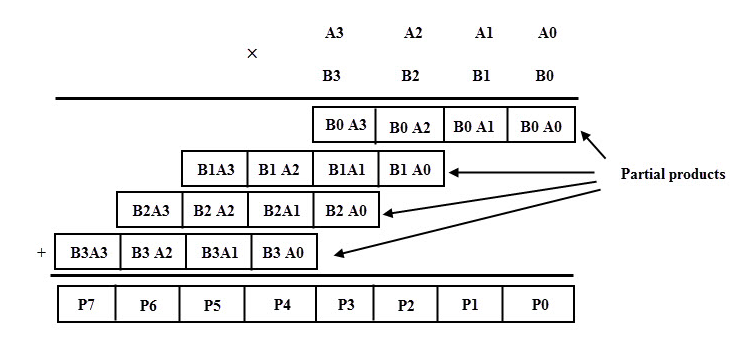 A3 A2 A1 A0
×
B3 B2 B1 B0
B0 A3 B0 A2 B0 A1 B0 A0
B1A3 B1 A2 B1A1 B1 A0
Partial products
B2A3 B2 A2 B2A1 B2 A0
+ B3A3 B3 A2 B3A1 B3 A0
P7 P6 P5 P4 P3 P2 P1 P0